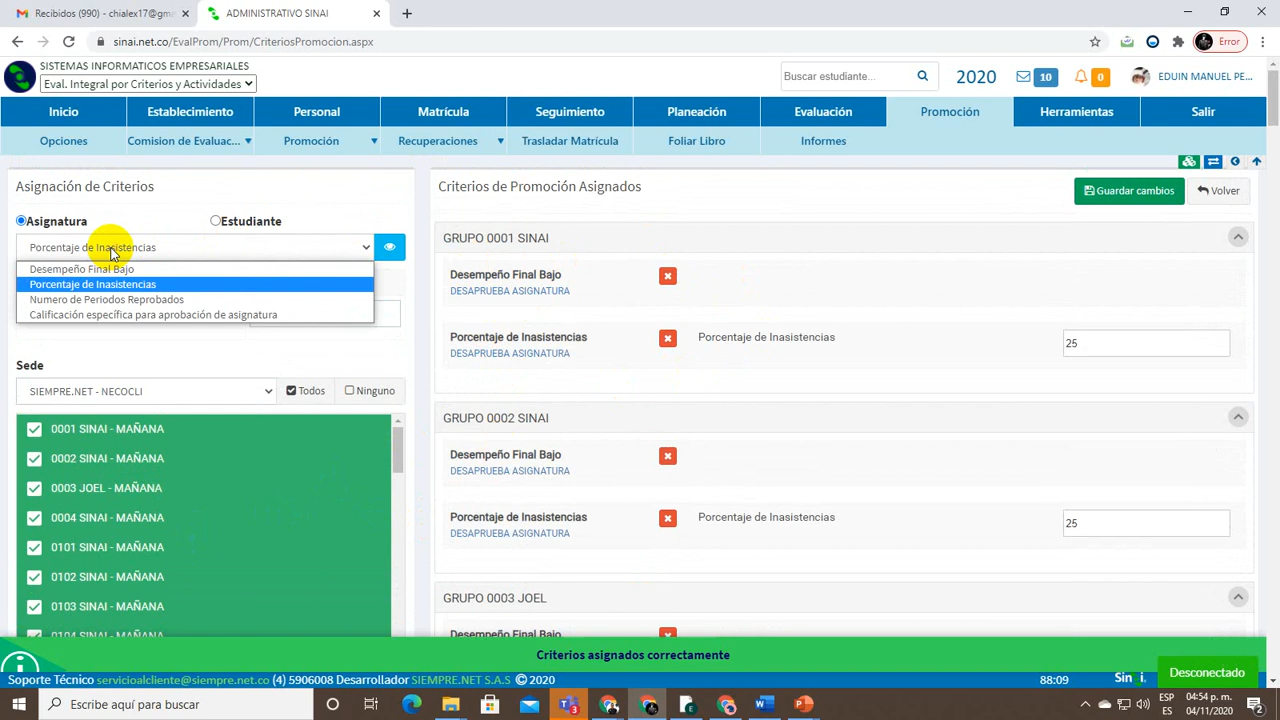 Recibidos (990) - chialex17@gm
ADMINISTRATIVO SINAI
sinai.net.co/EvalProm/Prom/CriteriosPromocion.aspx
Error
SISTEMAS INFORMATICOS EMPRESARIALES
Eval. Integral por Criterios y Actividades
Buscar estudiante...
2020
10
0
EDUIN MANUEL PE...
Inicio
Establecimiento
Personal
Matrícula
Seguimiento
Planeación
Evaluación
Promoción
Herramientas
Salir
Opciones
Comision de Evaluac...
Promoción
Recuperaciones
Trasladar Matrícula
Foliar Libro
Informes
Asignación de Criterios
Asignatura
Estudiante
Porcentaje de Inasistencias
Desempeño Final Bajo
Porcentaje de Inasistencias
Numero de Periodos Reprobados
Calificación específica para aprobación de asignatura
Sede
SIEMPRE.NET - NECOCLI
Todos
Ninguno
0001 SINAI - MAÑANA
0002 SINAI - MAÑANA
0003 JOEL - MAÑANA
0004 SINAI - MAÑANA
0101 SINAI - MAÑANA
0102 SINAI - MAÑANA
0103 SINAI - MAÑANA
0104 SINAI - MAÑANA
Criterios de Promoción Asignados
Guardar cambios
Volver
GRUPO 0001 SINAI
Desempeño Final Bajo
DESAPRUEBA ASIGNATURA
Porcentaje de Inasistencias
DESAPRUEBA ASIGNATURA
Porcentaje de Inasistencias
25
GRUPO 0002 SINAI
Desempeño Final Bajo
DESAPRUEBA ASIGNATURA
Porcentaje de Inasistencias
DESAPRUEBA ASIGNATURA
Porcentaje de Inasistencias
25
GRUPO 0003 JOEL
Desempeño Final Bajo
Criterios asignados correctamente
Soporte Técnico servicioalcliente@siempre.net.co (4) 5906008 Desarrollador SIEMPRE.NET S.A.S © 2020
88:09
Desconectado
Escribe aquí para buscar
ESP
ES
04:54 p. m.
04/11/2020
2